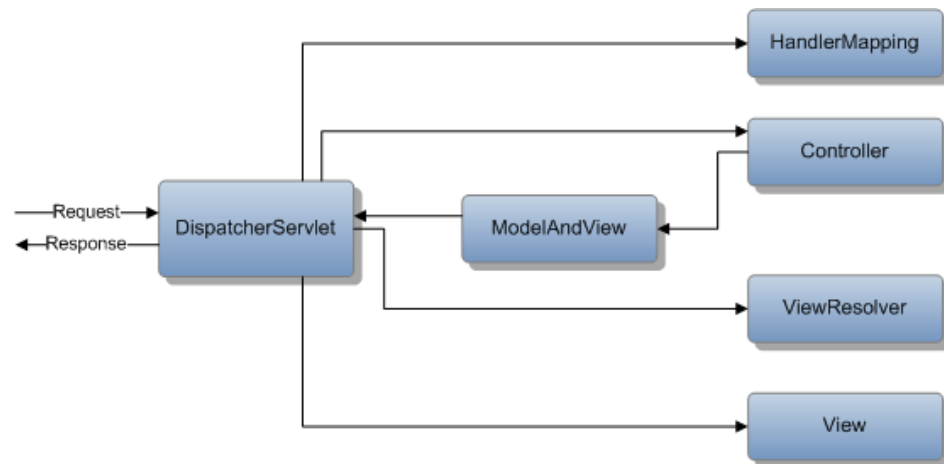 HandlerMapping
Controller
Request
DispatcherServlet
ModelAndView
Response
ViewResolver
View